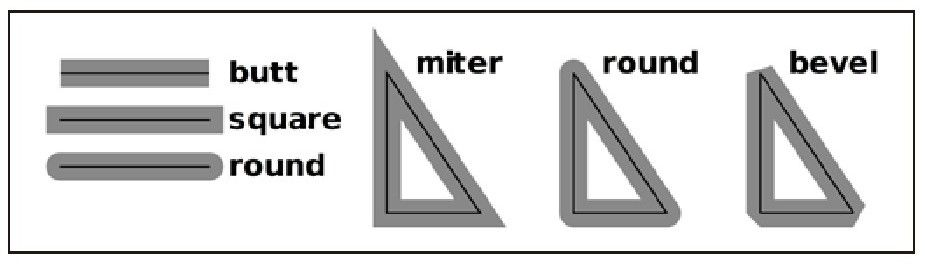 butt
square
round
miter
round
bevel